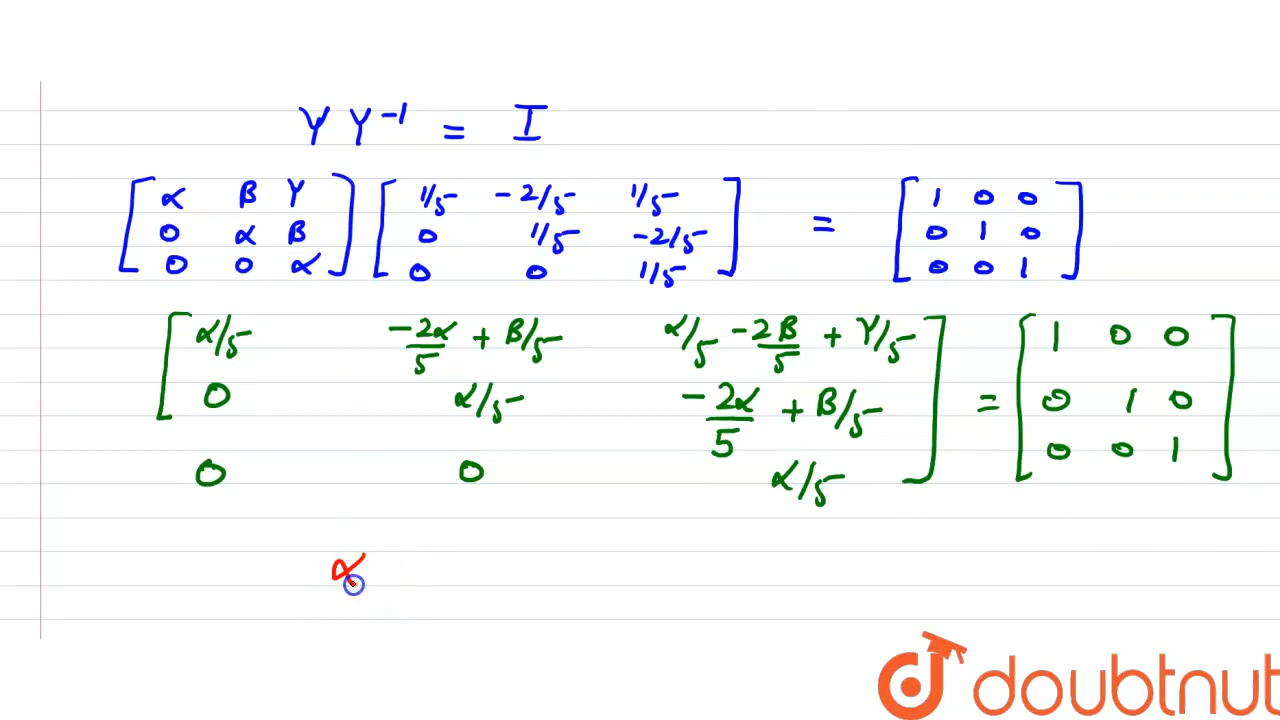 Y Y⁻¹ = I
[ α β γ ] [ 1/5 -2/5 1/5 ] [ 1 0 0 ]
[ 0 α β ] [ 0 1/5 -2/5 ] = [ 0 1 0 ]
[ 0 0 α ] [ 0 0 1/5 ] [ 0 0 1 ]
[ α/5 -2α/5 + β/5 α/5 -2β/5 + γ/5 ] [ 1 0 0 ]
[ 0 α/5 -2α/5 + β/5 ] = [ 0 1 0 ]
[ 0 0 α/5 ] [ 0 0 1 ]
α
doubtnut